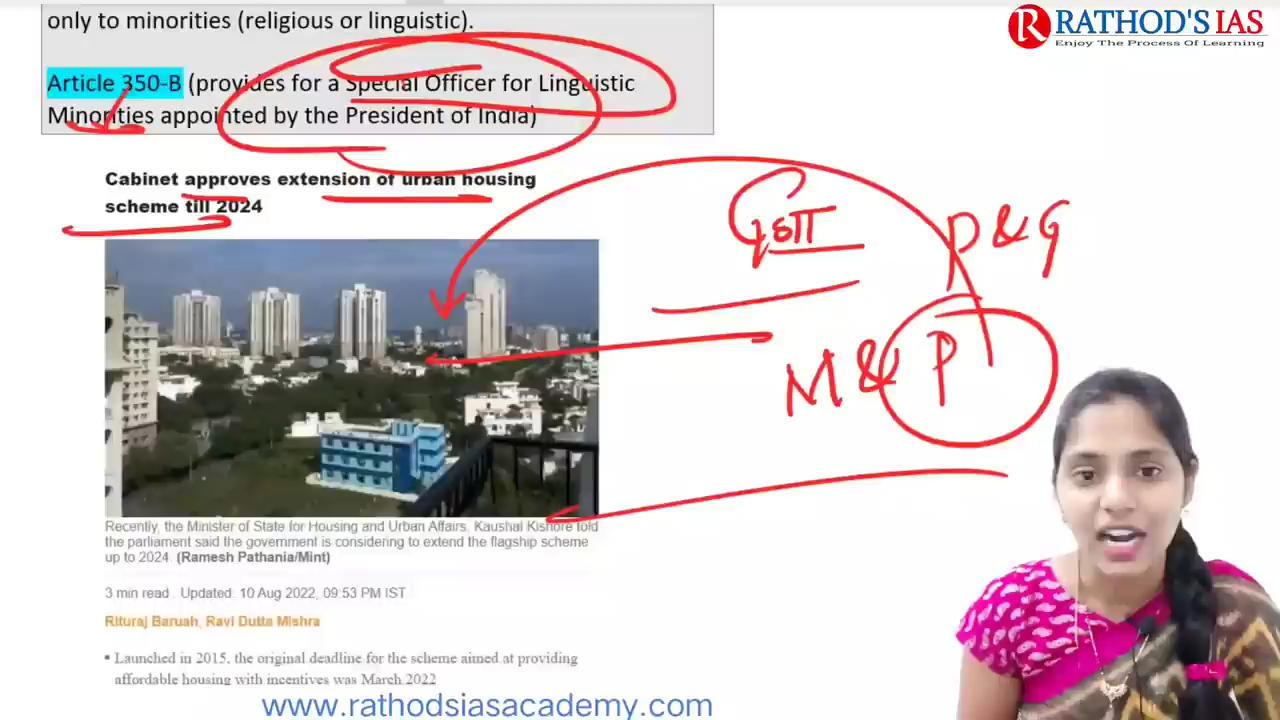 only to minorities (religious or linguistic).
RATHOD'S IAS
Enjoy The Process Of Learning
Article 350-B (provides for a Special Officer for Linguistic
Minorities appointed by the President of India)
Cabinet approves extension of urban housing
scheme till 2024
P & G
M & P
Recently, the Minister of State for Housing and Urban Affairs, Kaushal Kishore told
the parliament said the government is considering to extend the flagship scheme
up to 2024. (Ramesh Pathania/Mint)
3 min read . Updated: 10 Aug 2022, 09:53 PM IST
Rituraj Baruah, Ravi Dutta Mishra
• Launched in 2015, the original deadline for the scheme aimed at providing
affordable housing with incentives was March 2022
www.rathodsiasacademy.com